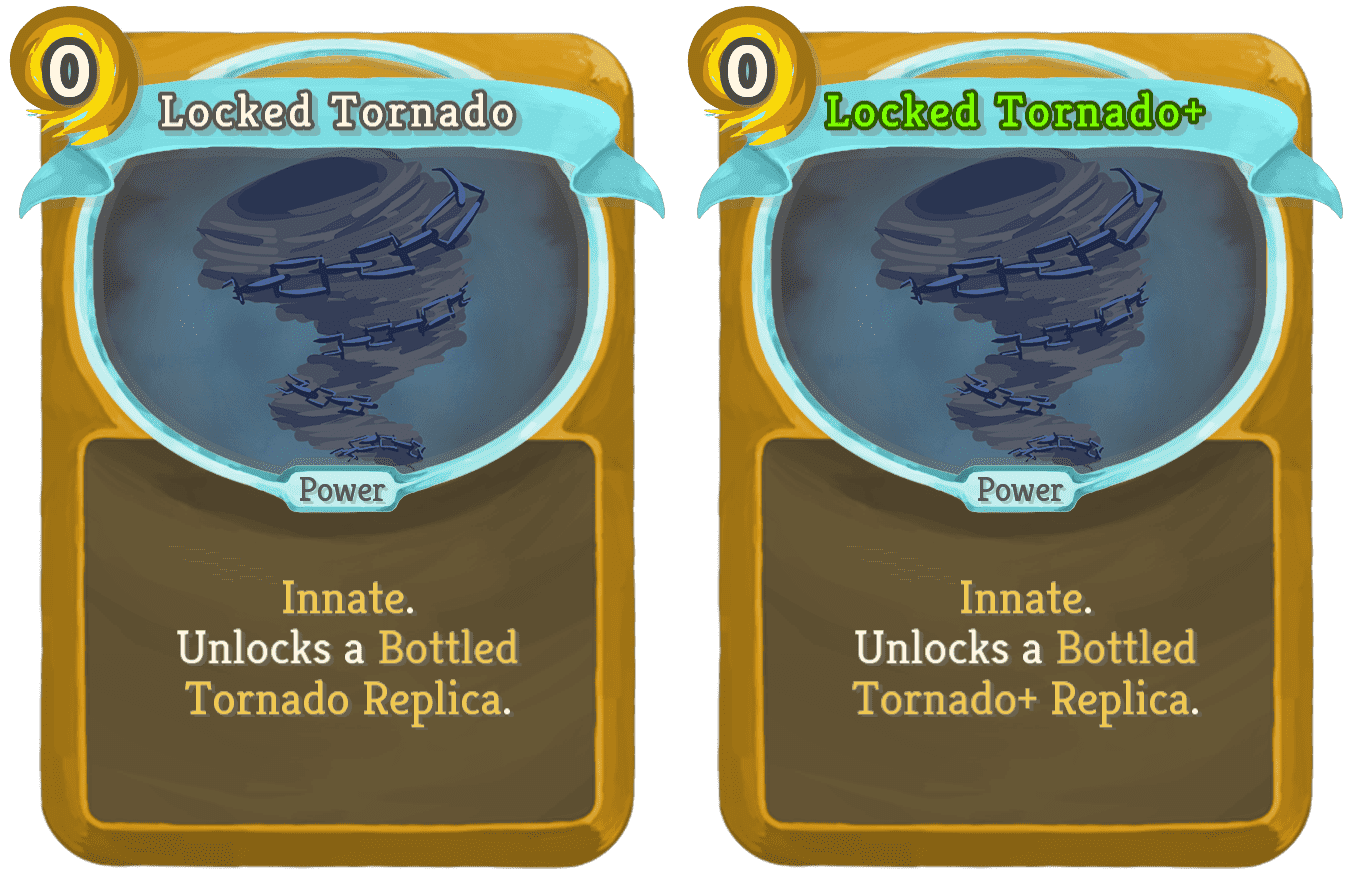 0
Locked Tornado
Power
Innate.
Unlocks a Bottled
Tornado Replica.
0
Locked Tornado+
Power
Innate.
Unlocks a Bottled
Tornado+ Replica.